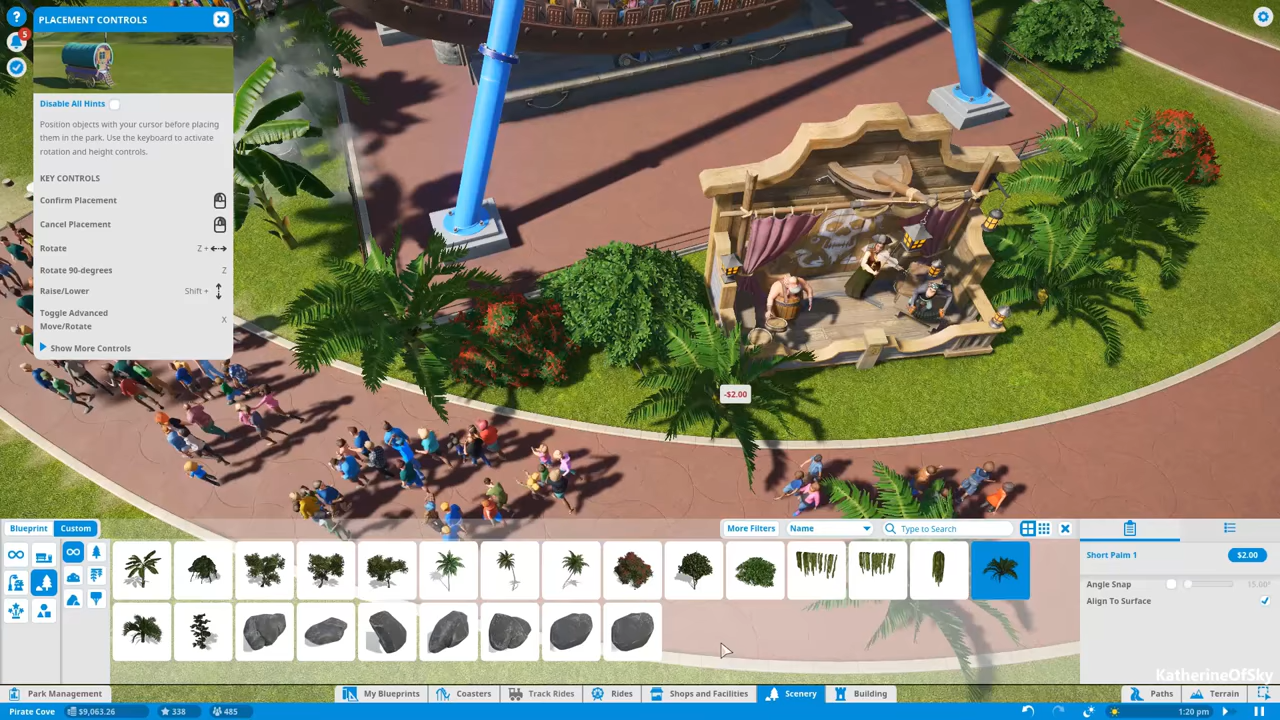 PLACEMENT CONTROLS
5
Disable All Hints
Position objects with your cursor before placing
them in the park. Use the keyboard to activate
rotation and height controls.
KEY CONTROLS
Confirm Placement
Cancel Placement
Rotate Z +
Rotate 90-degrees Z
Raise/Lower Shift +
Toggle Advanced
Move/Rotate X
Show More Controls
-$2.00
Blueprint Custom More Filters Name Type to Search
Short Palm 1 $2.00
Angle Snap 15.00°
Align To Surface
KatherineOfSky
Park Management My Blueprints Coasters Track Rides Rides Shops and Facilities Scenery Building Paths Terrain
Pirate Cove $9,063.26 338 485 1:20 pm